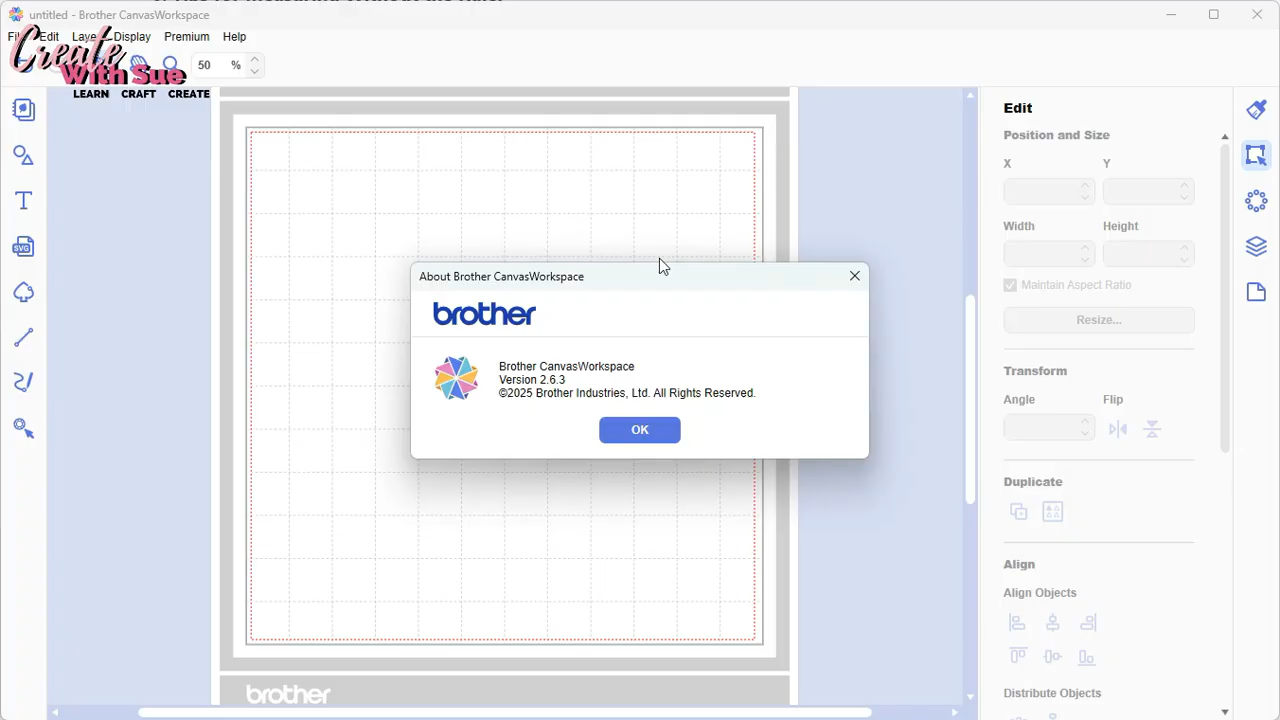 untitled - Brother CanvasWorkspace
Edit
Display
Premium
Help
Create
With Sue
LEARN CRAFT CREATE
50 %
SVG
About Brother CanvasWorkspace
brother
Brother CanvasWorkspace
Version 2.6.3
©2025 Brother Industries, Ltd. All Rights Reserved.
OK
brother
Edit
Position and Size
X Y
Width Height
Maintain Aspect Ratio
Resize...
Transform
Angle Flip
Duplicate
Align
Align Objects
Distribute Objects